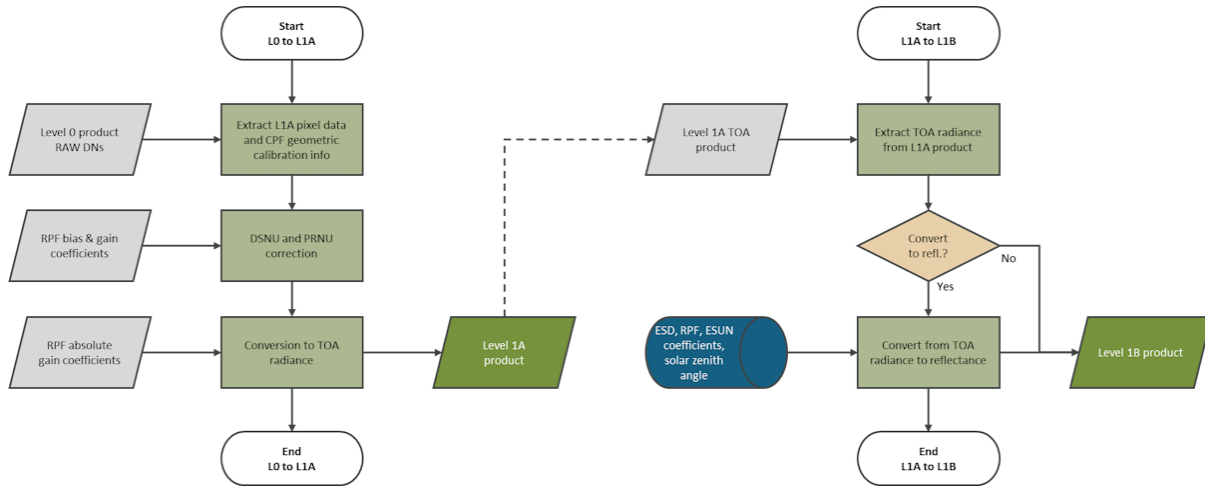 Start
L0 to L1A
Level 0 product
RAW DNs
Extract L1A pixel data
and CPF geometric
calibration info
RPF bias & gain
coefficients
DSNU and PRNU
correction
RPF absolute
gain coefficients
Conversion to TOA
radiance
Level 1A
product
End
L0 to L1A
Start
L1A to L1B
Level 1A TOA
product
Extract TOA radiance
from L1A product
Convert
to refl.?
No
Yes
ESD, RPF, ESUN
coefficients,
solar zenith
angle
Convert from TOA
radiance to reflectance
Level 1B product
End
L1A to L1B